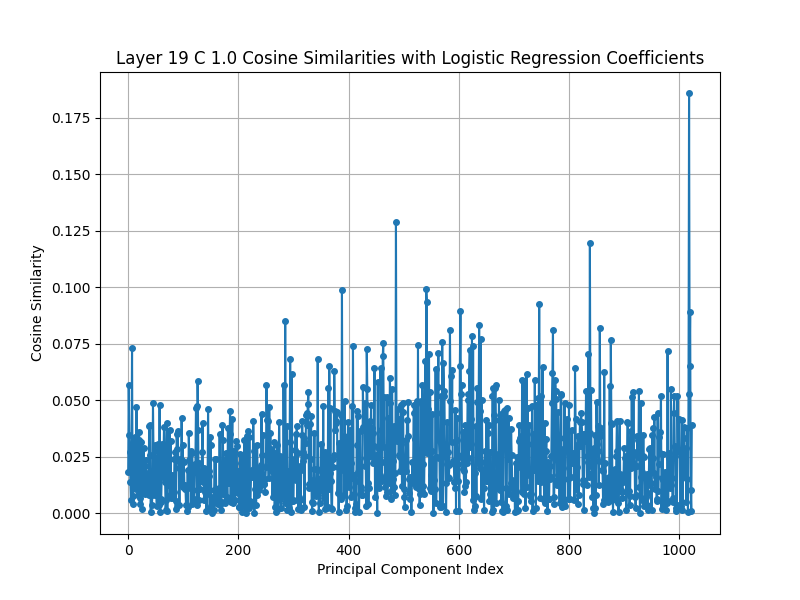 Layer 19 C 1.0 Cosine Similarities with Logistic Regression Coefficients
0.175
0.150
0.125
0.100
0.075
0.050
0.025
0.000
Cosine Similarity
0 200 400 600 800 1000
Principal Component Index